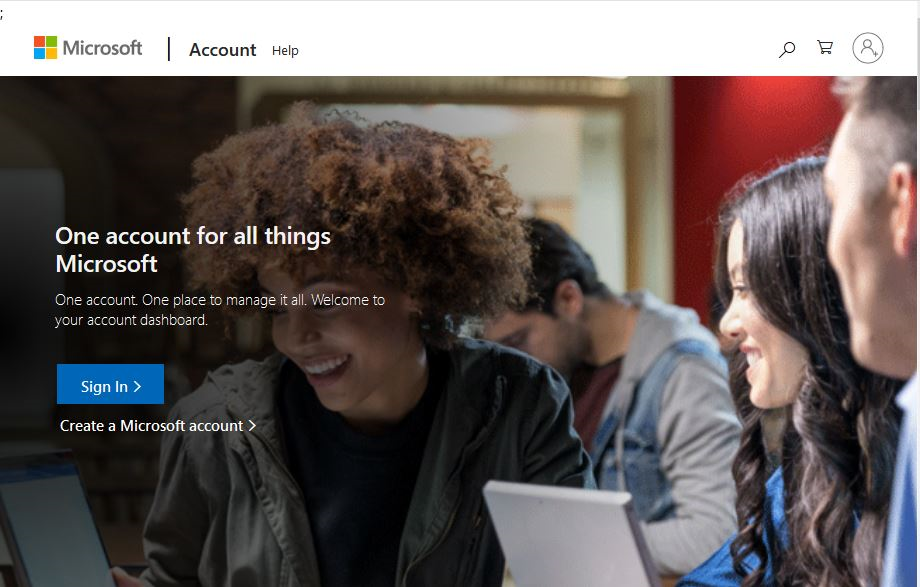 ;
Microsoft | Account Help
One account for all things
Microsoft
One account. One place to manage it all. Welcome to
your account dashboard.
Sign In >
Create a Microsoft account >